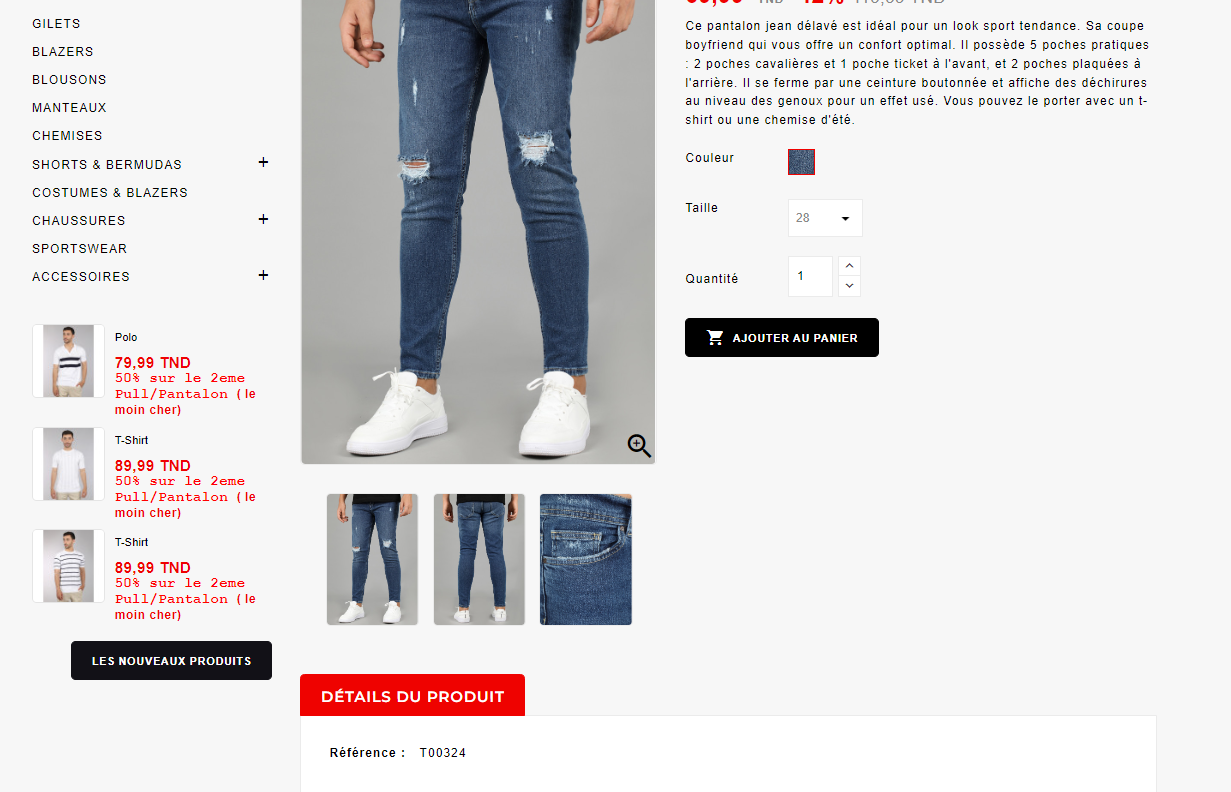 GILETS
BLAZERS
BLOUSONS
MANTEAUX
CHEMISES
SHORTS & BERMUDAS +
COSTUMES & BLAZERS
CHAUSSURES +
SPORTSWEAR
ACCESSOIRES +
Polo
79,99 TND
50% sur le 2eme
Pull/Pantalon (le
moin cher)
T-Shirt
89,99 TND
50% sur le 2eme
Pull/Pantalon (le
moin cher)
T-Shirt
89,99 TND
50% sur le 2eme
Pull/Pantalon (le
moin cher)
LES NOUVEAUX PRODUITS
Ce pantalon jean délavé est idéal pour un look sport tendance. Sa coupe
boyfriend qui vous offre un confort optimal. Il possède 5 poches pratiques
: 2 poches cavalières et 1 poche ticket à l'avant, et 2 poches plaquées à
l'arrière. Il se ferme par une ceinture boutonnée et affiche des déchirures
au niveau des genoux pour un effet usé. Vous pouvez le porter avec un t-
shirt ou une chemise d'été.
Couleur
Taille
28
Quantité
1
AJOUTER AU PANIER
DÉTAILS DU PRODUIT
Référence : T00324